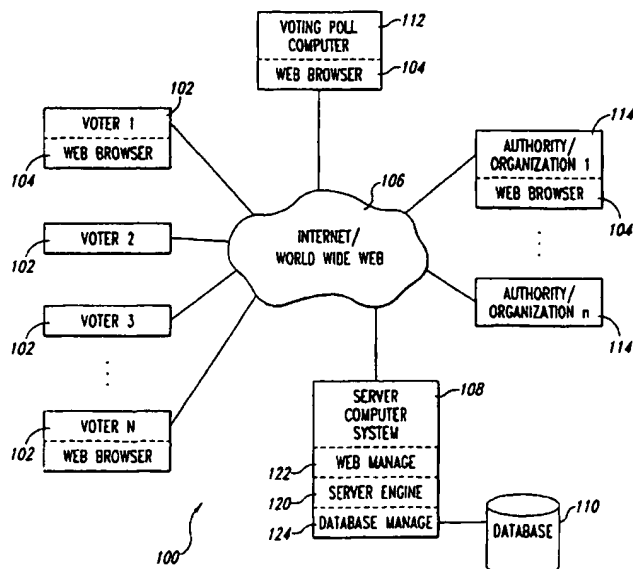 VOTING POLL
COMPUTER
112
WEB BROWSER
104
102
VOTER 1
WEB BROWSER
104
114
AUTHORITY/
ORGANIZATION 1
WEB BROWSER
104
106
INTERNET/
WORLD WIDE WEB
VOTER 2
102
VOTER 3
102
AUTHORITY/
ORGANIZATION n
114
VOTER N
102
WEB BROWSER
108
SERVER
COMPUTER
SYSTEM
122
WEB MANAGE
120
SERVER ENGINE
124
DATABASE MANAGE
110
DATABASE
100